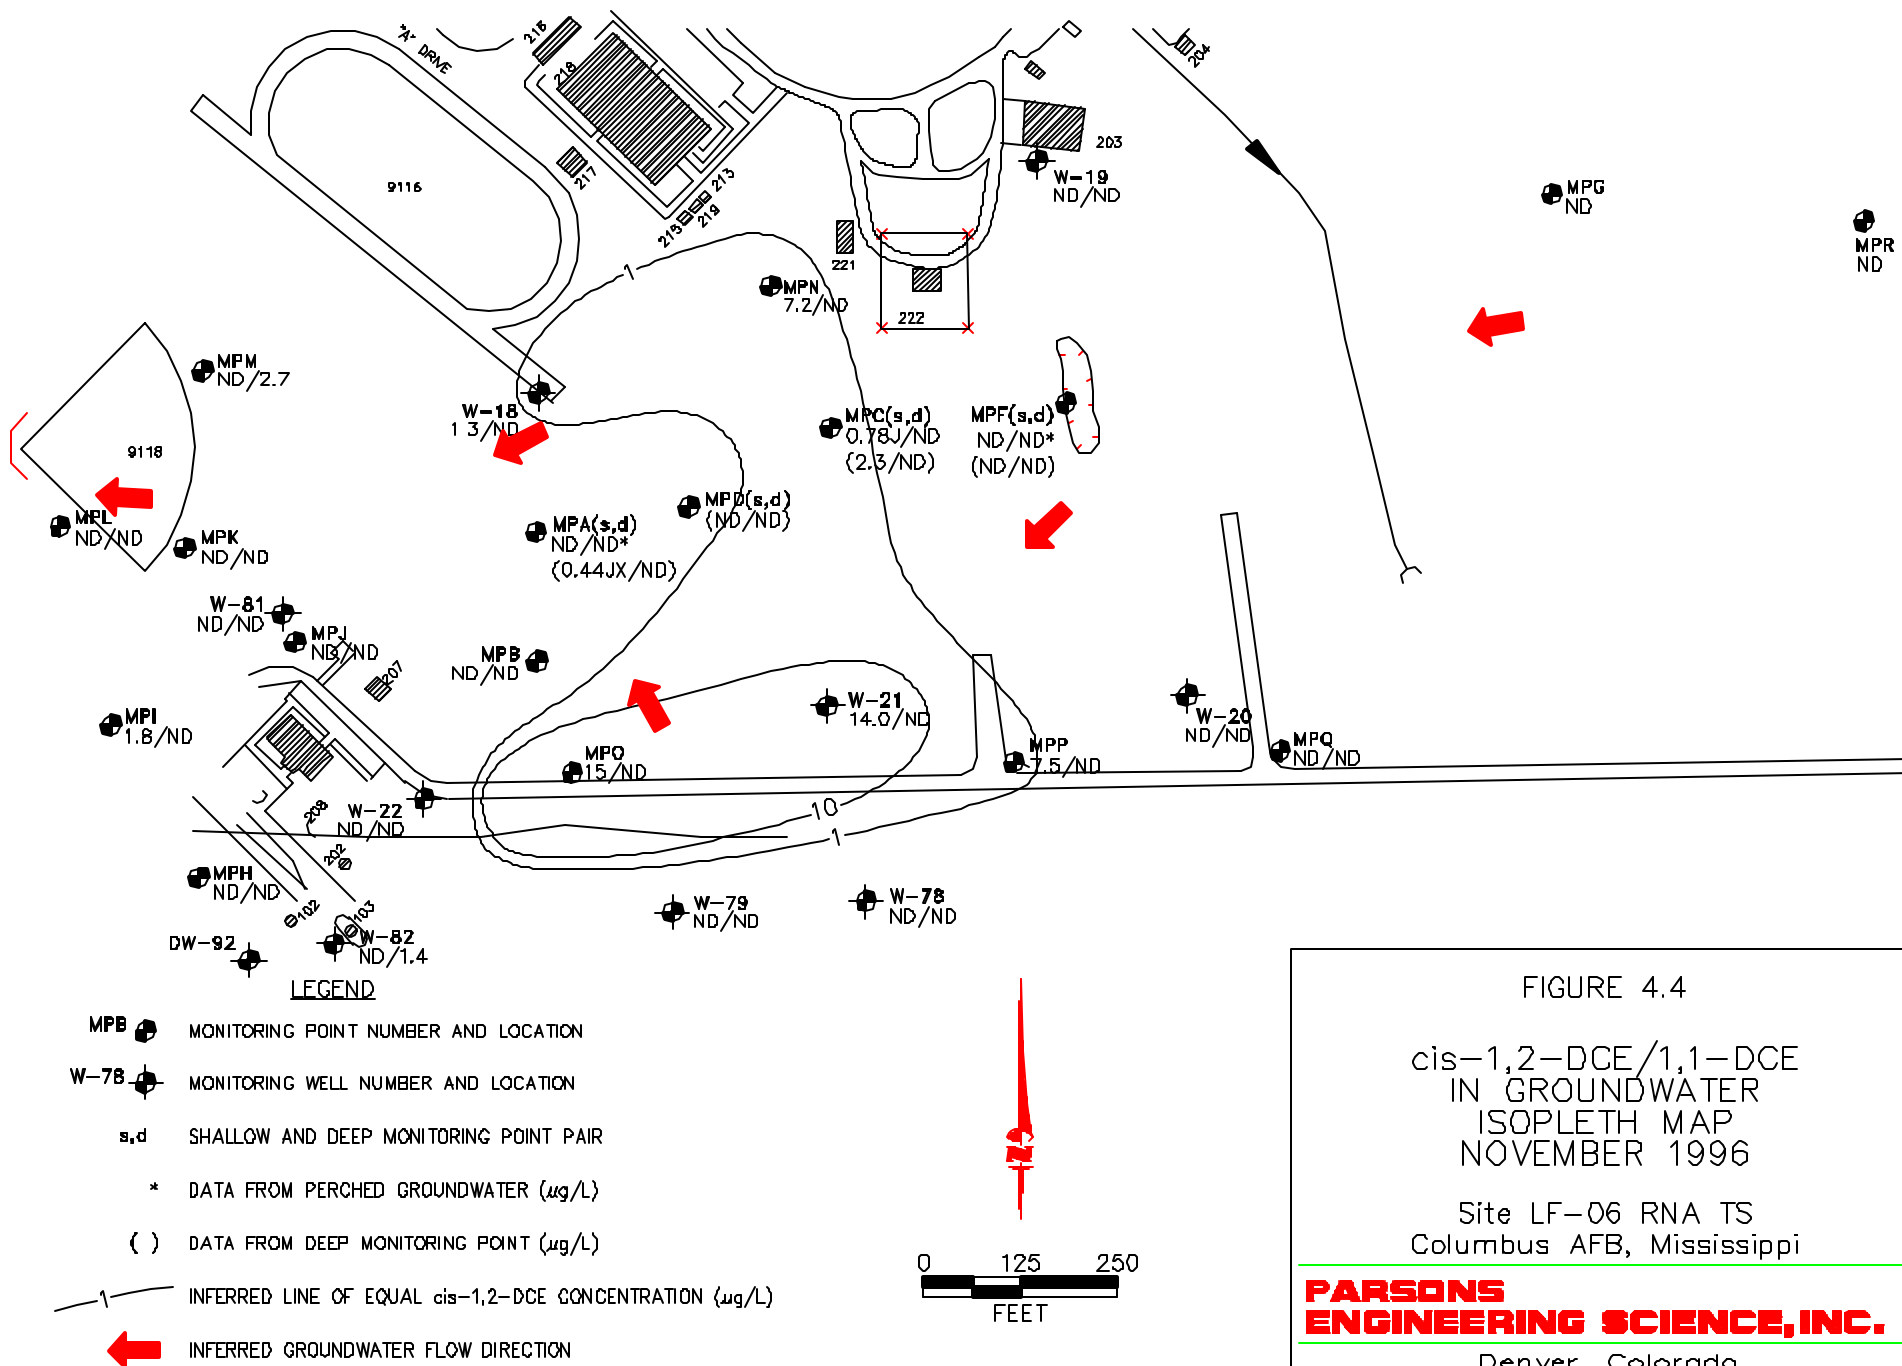 215
"A" DRIVE
218
204
203
217
9116
213
219
215
W-19
ND/ND
MPG
ND
MPR
ND
221
1
MPN
7.2/ND
222
MPM
ND/2.7
9118
W-18
1 3/ND
MPC(s,d)
0.78J/ND
(2.3/ND)
MPF(s,d)
ND/ND*
(ND/ND)
MPL
ND/ND
MPK
ND/ND
MPA(s,d)
ND/ND*
(0.44JX/ND)
MPD(s,d)
(ND/ND)
W-81
ND/ND
MPJ
ND/ND
207
MPB
ND/ND
MPI
1.8/ND
W-21
14.0/ND
W-20
ND/ND
MPO
15/ND
MPP
7.5/ND
MPQ
ND/ND
W-22
ND/ND
208
202
10
1
MPH
ND/ND
102
103
W-79
ND/ND
W-78
ND/ND
DW-92
W-82
ND/1.4
LEGEND
MPB MONITORING POINT NUMBER AND LOCATION
W-78 MONITORING WELL NUMBER AND LOCATION
s,d SHALLOW AND DEEP MONITORING POINT PAIR
* DATA FROM PERCHED GROUNDWATER (µg/L)
( ) DATA FROM DEEP MONITORING POINT (µg/L)
1 INFERRED LINE OF EQUAL cis-1,2-DCE CONCENTRATION (µg/L)
INFERRED GROUNDWATER FLOW DIRECTION
N
0 125 250
FEET
FIGURE 4.4
cis-1,2-DCE/1,1-DCE
IN GROUNDWATER
ISOPLETH MAP
NOVEMBER 1996
Site LF-06 RNA TS
Columbus AFB, Mississippi
PARSONS
ENGINEERING SCIENCE, INC.
Denver, Colorado